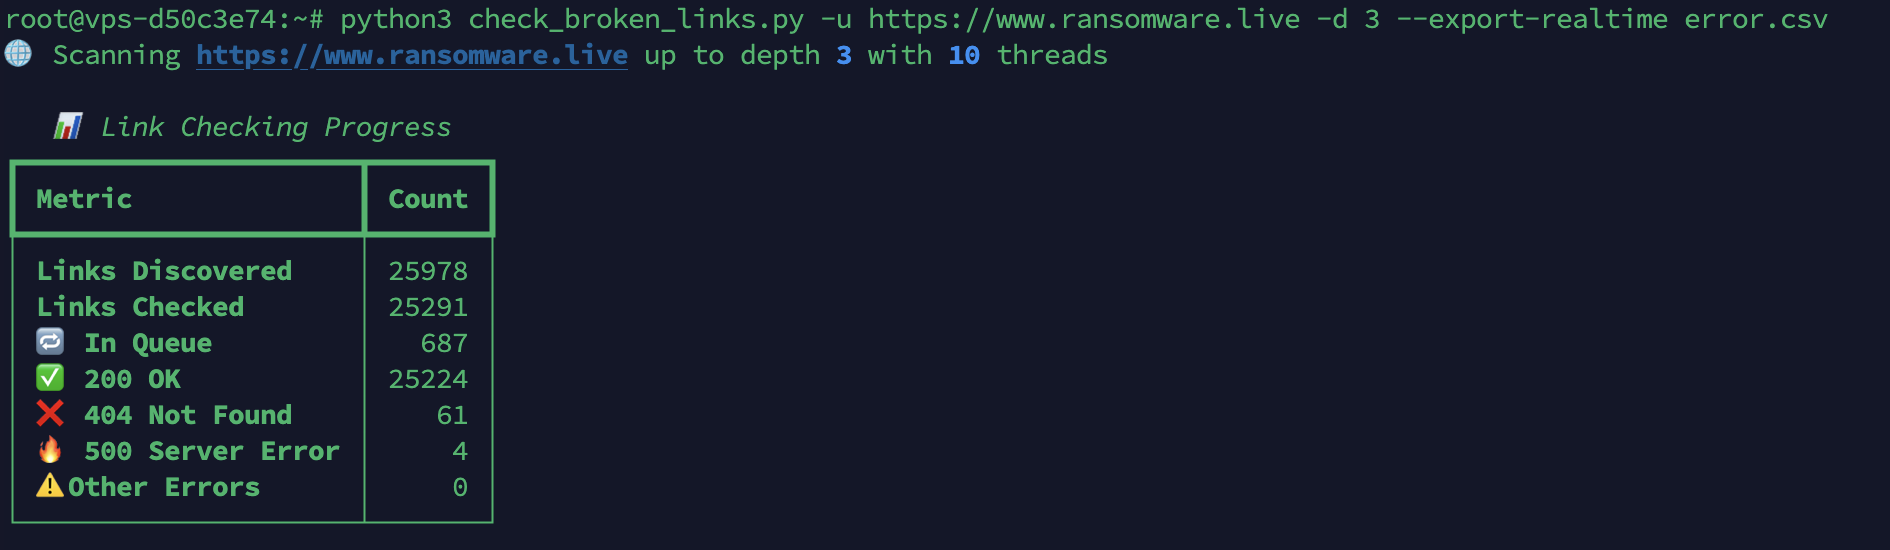 root@vps-d50c3e74:~# python3 check_broken_links.py -u https://www.ransomware.live -d 3 --export-realtime error.csv
🌐 Scanning https://www.ransomware.live up to depth 3 with 10 threads
📊 Link Checking Progress
Metric Count
Links Discovered 25978
Links Checked 25291
🔁 In Queue 687
✅ 200 OK 25224
❌ 404 Not Found 61
🔥 500 Server Error 4
⚠️Other Errors 0